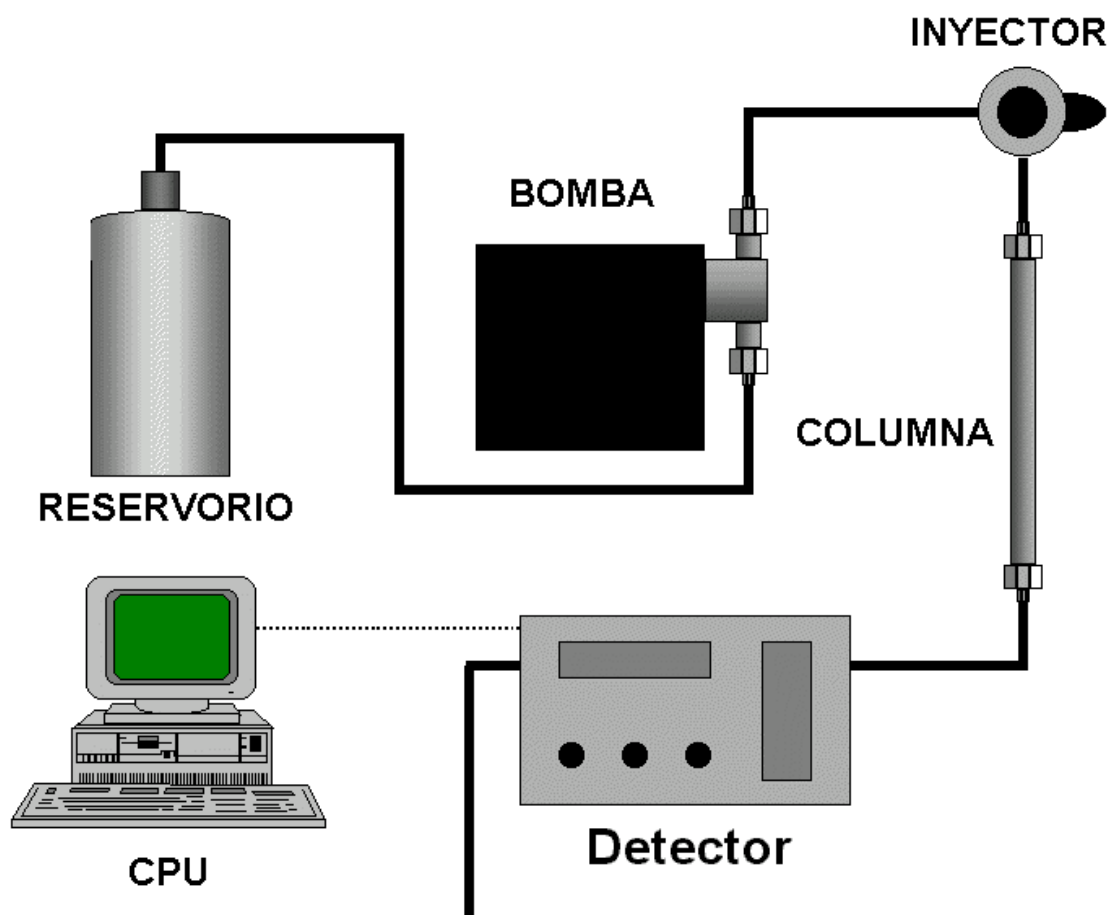 INYECTOR
BOMBA
COLUMNA
RESERVORIO
Detector
CPU